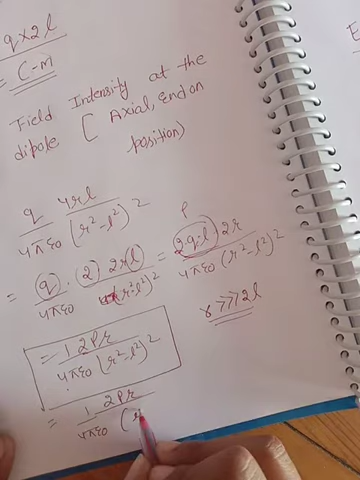 q×2l
= C-m
Field Intensity at the
dipole [ Axial, End on
position)
q/4πε0 4rl/(r²-l²)²
= q/4πε0 · (2) 2rl/(r²-l²)² = P (2·q·l) 2r/4πε0 (r²-l²)²
r>>>2l
= 1/4πε0 2Pr/(r²-l²)²
= 1/4πε0 2Pr/(r
E